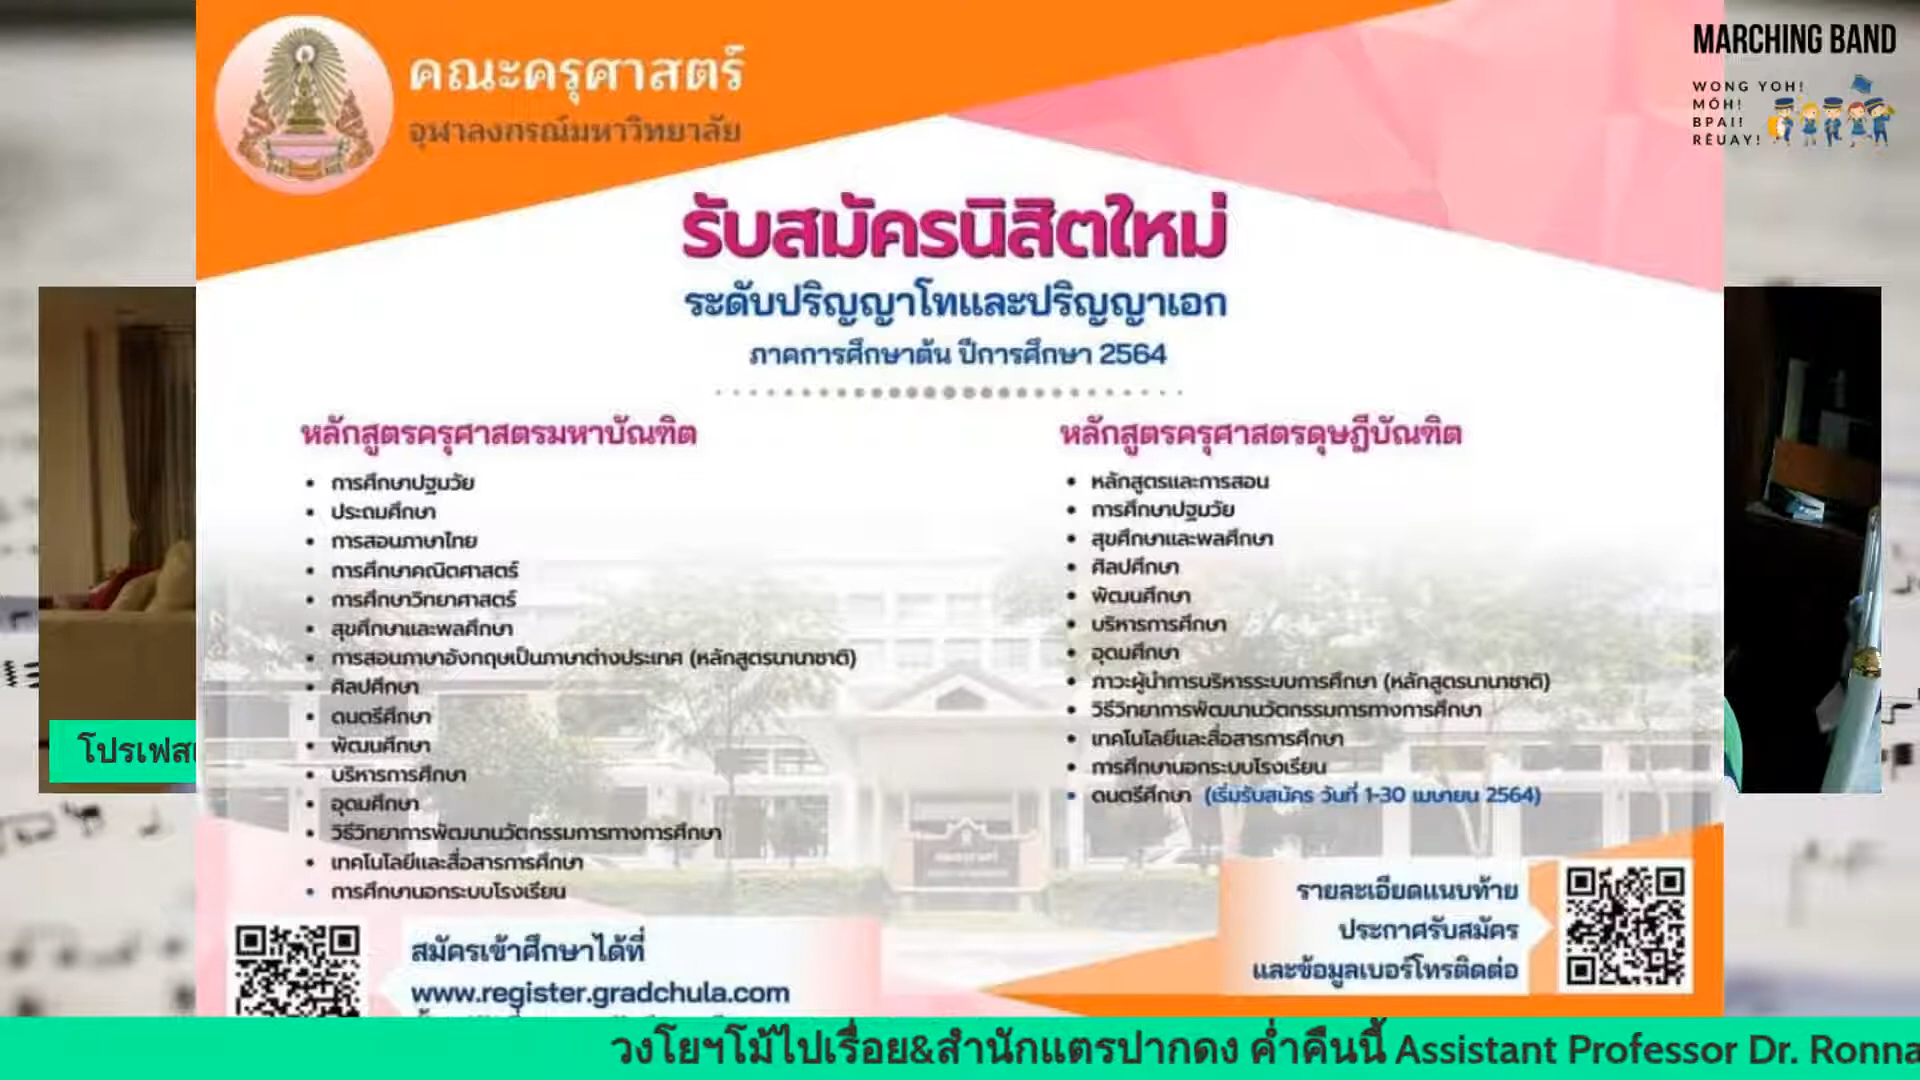 คณะครุศาสตร์
จุฬาลงกรณ์มหาวิทยาลัย
MARCHING BAND
WONG YOH!
MÓH!
BPAI!
RÊUAY!
รับสมัครนิสิตใหม่
ระดับปริญญาโทและปริญญาเอก
ภาคการศึกษาต้น ปีการศึกษา 2564
หลักสูตรครุศาสตรมหาบัณฑิต
• การศึกษาปฐมวัย
• ประถมศึกษา
• การสอนภาษาไทย
• การศึกษาคณิตศาสตร์
• การศึกษาวิทยาศาสตร์
• สุขศึกษาและพลศึกษา
• การสอนภาษาอังกฤษเป็นภาษาต่างประเทศ (หลักสูตรนานาชาติ)
• ศิลปศึกษา
• ดนตรีศึกษา
• พัฒนศึกษา
• บริหารการศึกษา
• อุดมศึกษา
• วิธีวิทยาการพัฒนานวัตกรรมการทางการศึกษา
• เทคโนโลยีและสื่อสารการศึกษา
• การศึกษานอกระบบโรงเรียน
หลักสูตรครุศาสตรดุษฎีบัณฑิต
• หลักสูตรและการสอน
• การศึกษาปฐมวัย
• สุขศึกษาและพลศึกษา
• ศิลปศึกษา
• พัฒนศึกษา
• บริหารการศึกษา
• อุดมศึกษา
• ภาวะผู้นำการบริหารระบบการศึกษา (หลักสูตรนานาชาติ)
• วิธีวิทยาการพัฒนานวัตกรรมการทางการศึกษา
• เทคโนโลยีและสื่อสารการศึกษา
• การศึกษานอกระบบโรงเรียน
• ดนตรีศึกษา (เริ่มรับสมัคร วันที่ 1-30 เมษายน 2564)
โปรเฟส
สมัครเข้าศึกษาได้ที่
www.register.gradchula.com
รายละเอียดแนบท้าย
ประกาศรับสมัคร
และข้อมูลเบอร์โทรติดต่อ
วงโยฯโม้ไปเรื่อย&สำนักแตรปากดง ค่ำคืนนี้ Assistant Professor Dr. Ronna